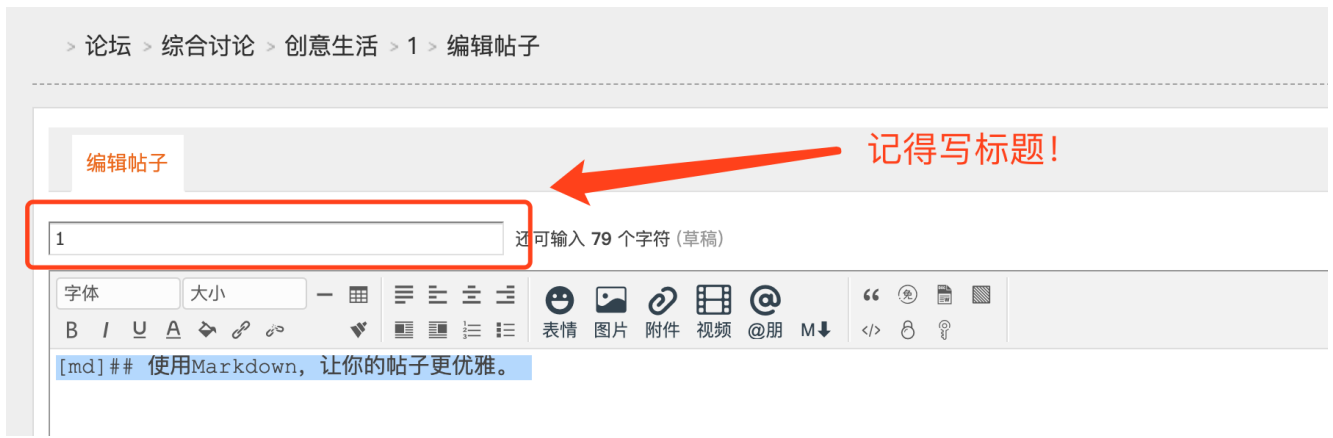 > 论坛 > 综合讨论 > 创意生活 > 1 > 编辑帖子
编辑帖子
记得写标题!
1
还可输入 79 个字符 (草稿)
字体 大小
B I U A
表情 图片 附件 视频 @朋 M⬇
“ 免
</>
[md]## 使用Markdown, 让你的帖子更优雅。